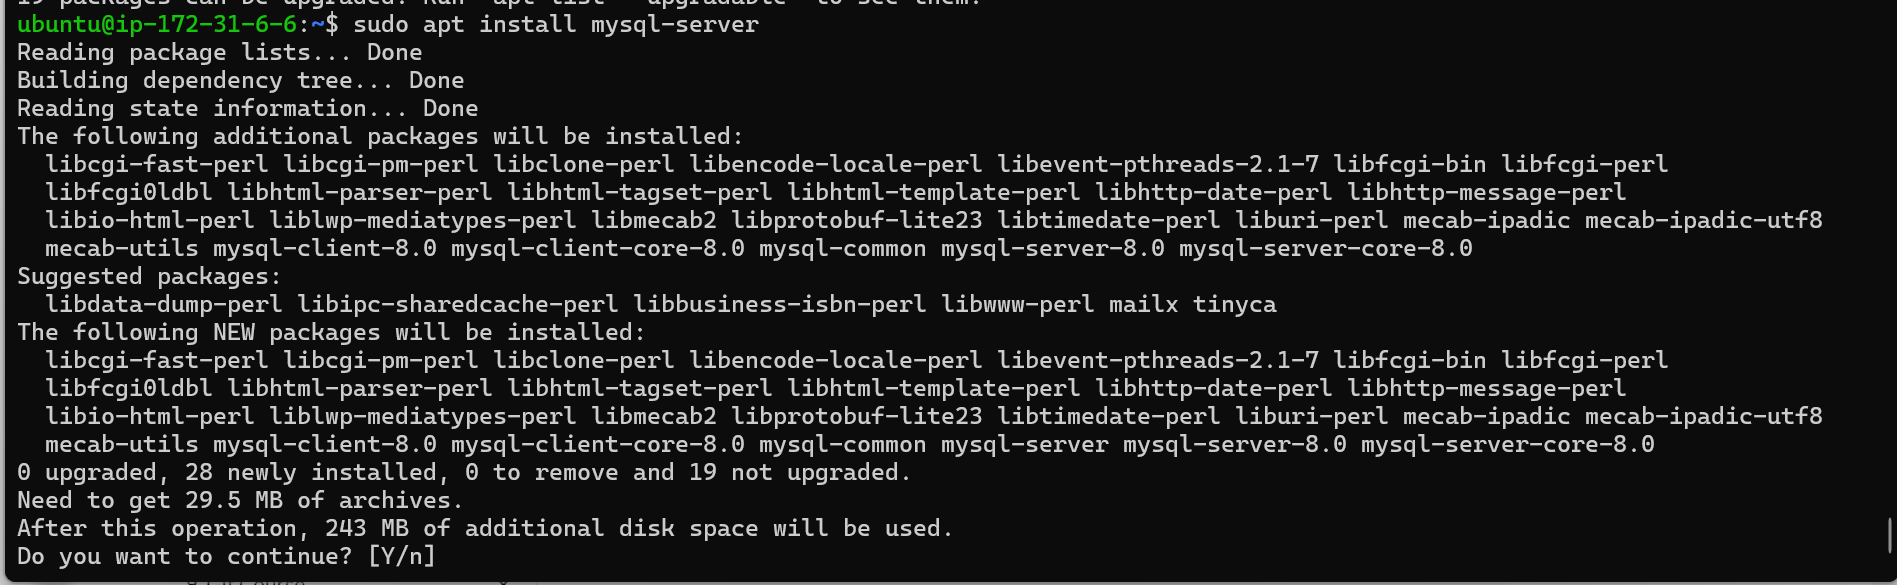 19 packages can be upgraded. Run 'apt list --upgradable' to see them.
ubuntu@ip-172-31-6-6:~$ sudo apt install mysql-server
Reading package lists... Done
Building dependency tree... Done
Reading state information... Done
The following additional packages will be installed:
  libcgi-fast-perl libcgi-pm-perl libclone-perl libencode-locale-perl libevent-pthreads-2.1-7 libfcgi-bin libfcgi-perl
  libfcgi0ldbl libhtml-parser-perl libhtml-tagset-perl libhtml-template-perl libhttp-date-perl libhttp-message-perl
  libio-html-perl liblwp-mediatypes-perl libmecab2 libprotobuf-lite23 libtimedate-perl liburi-perl mecab-ipadic mecab-ipadic-utf8
  mecab-utils mysql-client-8.0 mysql-client-core-8.0 mysql-common mysql-server-8.0 mysql-server-core-8.0
Suggested packages:
  libdata-dump-perl libipc-sharedcache-perl libbusiness-isbn-perl libwww-perl mailx tinyca
The following NEW packages will be installed:
  libcgi-fast-perl libcgi-pm-perl libclone-perl libencode-locale-perl libevent-pthreads-2.1-7 libfcgi-bin libfcgi-perl
  libfcgi0ldbl libhtml-parser-perl libhtml-tagset-perl libhtml-template-perl libhttp-date-perl libhttp-message-perl
  libio-html-perl liblwp-mediatypes-perl libmecab2 libprotobuf-lite23 libtimedate-perl liburi-perl mecab-ipadic mecab-ipadic-utf8
  mecab-utils mysql-client-8.0 mysql-client-core-8.0 mysql-common mysql-server mysql-server-8.0 mysql-server-core-8.0
0 upgraded, 28 newly installed, 0 to remove and 19 not upgraded.
Need to get 29.5 MB of archives.
After this operation, 243 MB of additional disk space will be used.
Do you want to continue? [Y/n]